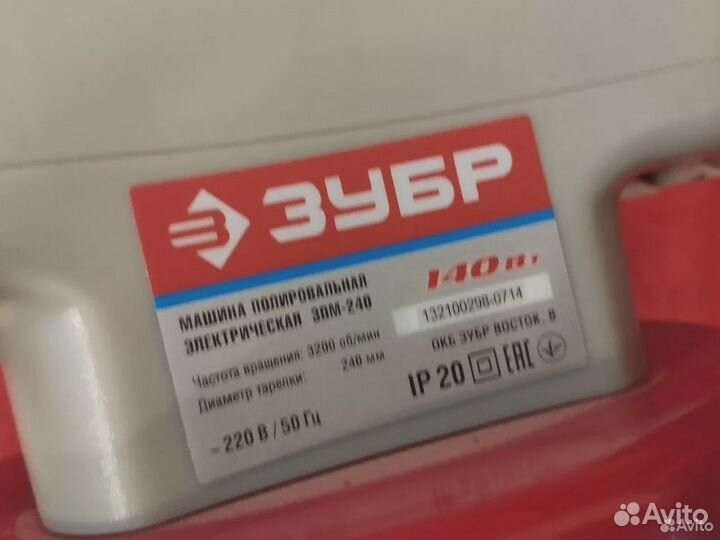 ЗУБР
МАШИНА ПОЛИРОВАЛЬНАЯ
ЭЛЕКТРИЧЕСКАЯ ЗПМ-240
140 Вт
132100298-0714
Частота вращения: 3200 об/мин
Диаметр тарелки: 240 мм
ОКБ ЗУБР ВОСТОК. В
~ 220 В / 50 Гц
IP 20 EAC
Avito